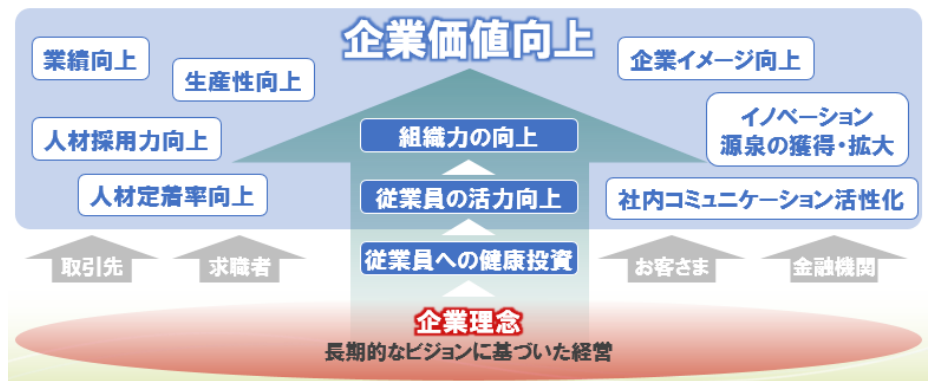 企業価値向上
業績向上
生産性向上
企業イメージ向上
人材採用力向上
組織力の向上
イノベーション
源泉の獲得・拡大
人材定着率向上
従業員の活力向上
社内コミュニケーション活性化
取引先
求職者
従業員への健康投資
お客さま
金融機関
企業理念
長期的なビジョンに基づいた経営